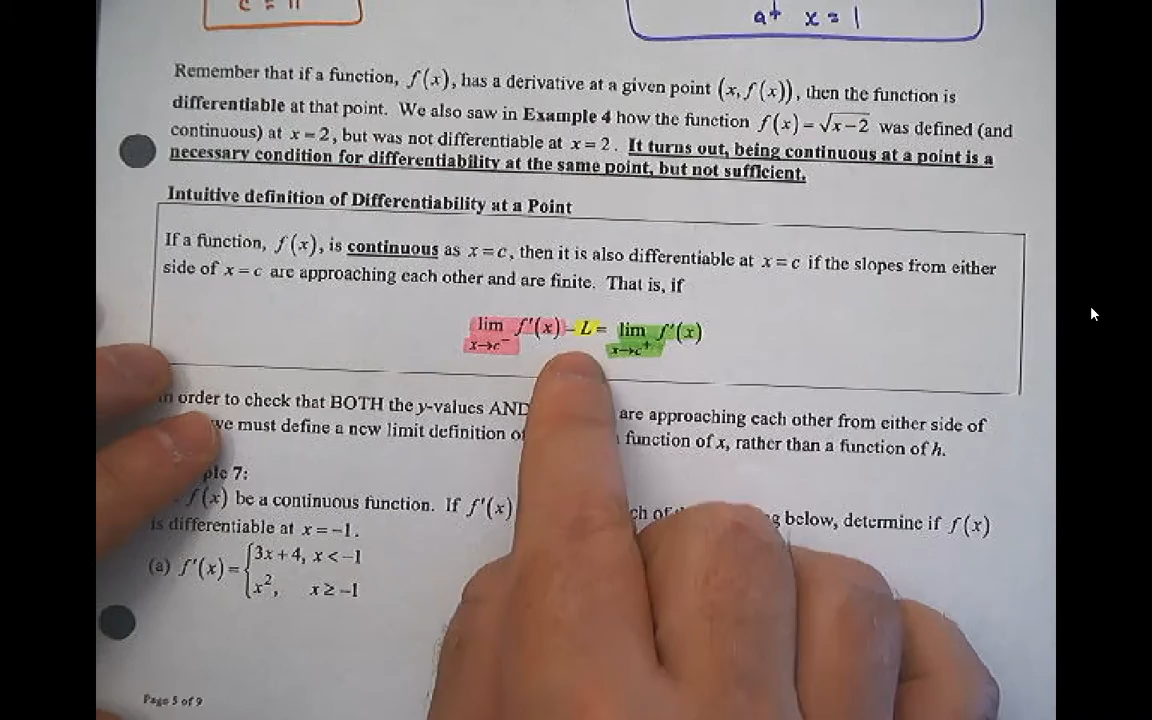 at x = 1
Remember that if a function, f(x), has a derivative at a given point (x, f(x)), then the function is
differentiable at that point. We also saw in Example 4 how the function f(x) = √x−2 was defined (and
continuous) at x = 2, but was not differentiable at x = 2. It turns out, being continuous at a point is a
necessary condition for differentiability at the same point, but not sufficient.
Intuitive definition of Differentiability at a Point
If a function, f(x), is continuous as x = c, then it is also differentiable at x = c if the slopes from either
side of x = c are approaching each other and are finite. That is, if
lim f′(x) = L = lim f′(x)
x→c⁻ x→c⁺
in order to check that BOTH the y-values AND are approaching each other from either side of
we must define a new limit definition function of x, rather than a function of h.
7:
f(x) be a continuous function. If f′(x) below, determine if f(x)
is differentiable at x = −1.
(a) f′(x) = {3x + 4, x < −1
x², x ≥ −1
Page 5 of 9